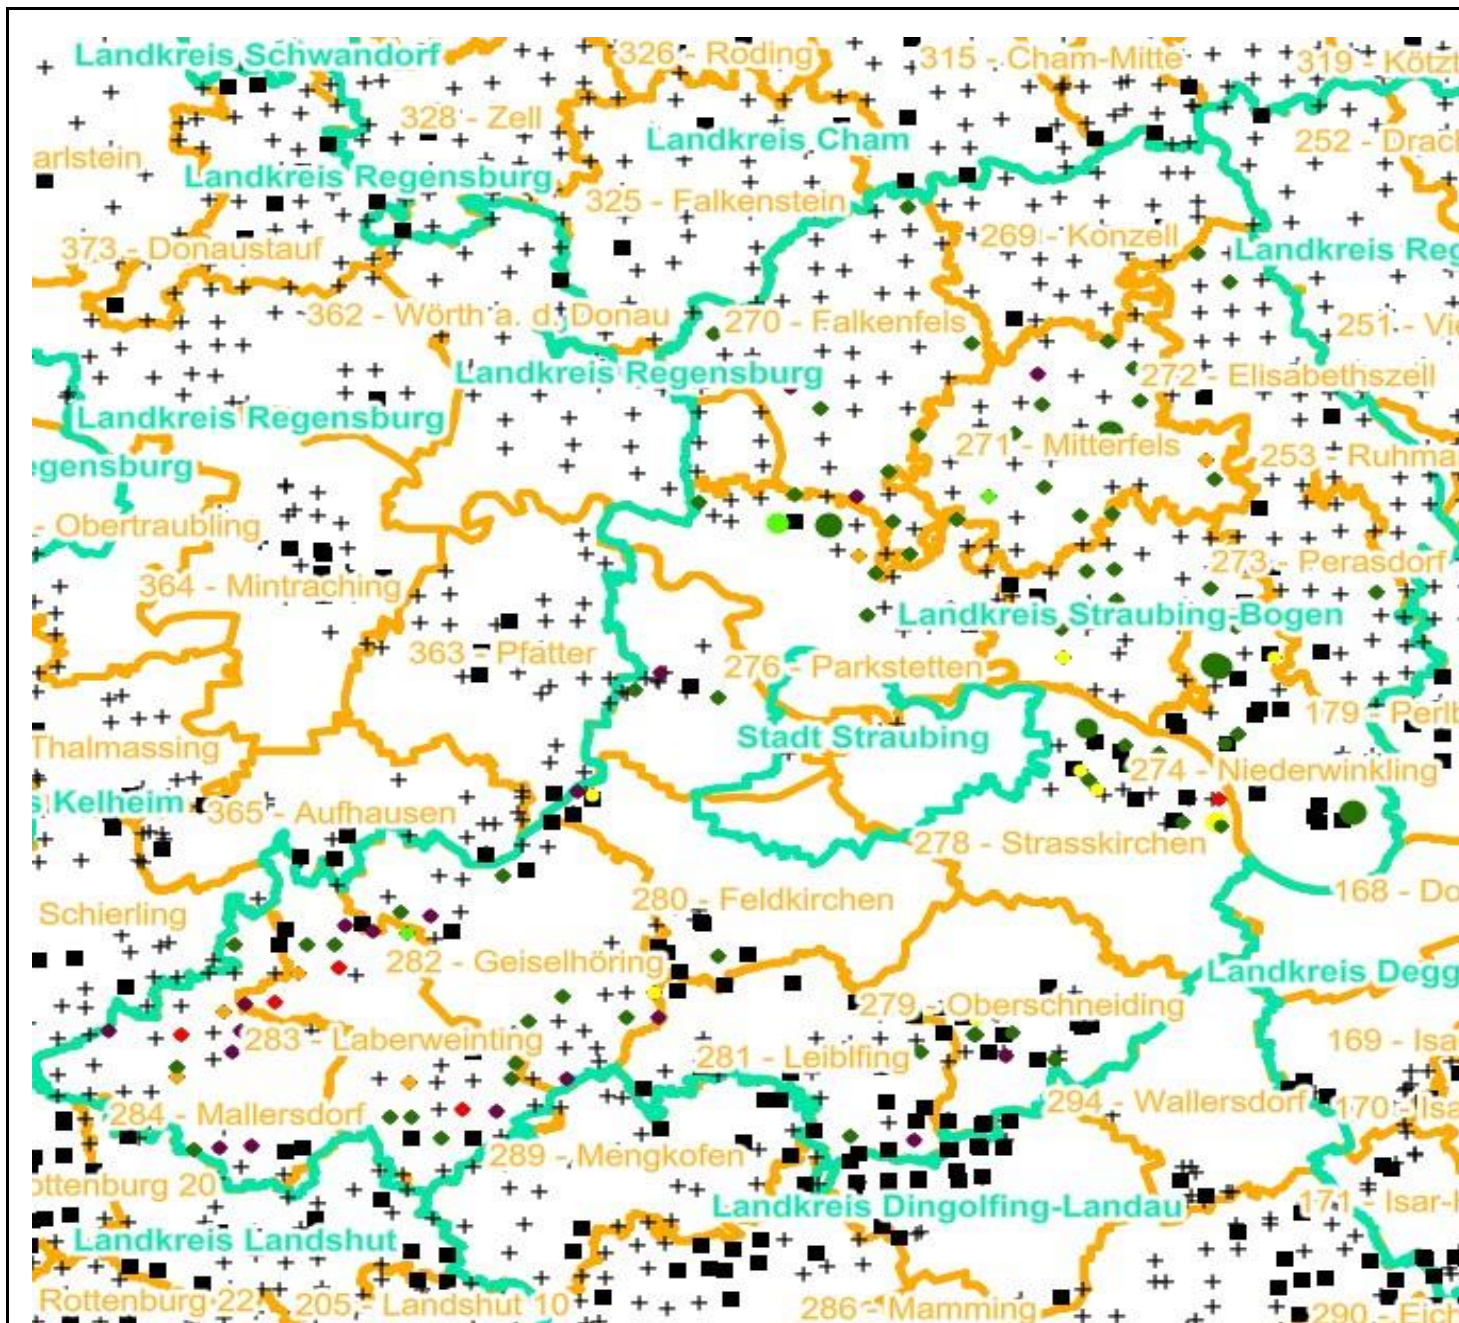 Landkreis Schwandorf
326 - Roding
315 - Cham-Mitte
319 - Kötzt
328 - Zell
Landkreis Cham
252 - Drach
arlstein
Landkreis Regensburg
325 - Falkenstein
269 - Konzell
373 - Donaustauf
Landkreis Reg
362 - Wörth a. d. Donau
270 - Falkenfels
251 - Vie
Landkreis Regensburg
272 - Elisabethszell
Landkreis Regensburg
271 - Mitterfels
253 - Ruhma
egensburg
- Obertraubling
273 - Perasdorf
364 - Mintraching
Landkreis Straubing-Bogen
363 - Pfatter
276 - Parkstetten
179 - Perlb
Stadt Straubing
Thalmassing
274 - Niederwinkling
s Kelheim
365 - Aufhausen
278 - Strasskirchen
280 - Feldkirchen
168 - Do
Schierling
282 - Geiselhöring
Landkreis Degg
279 - Oberschneiding
283 - Laberweinting
169 - Isa
281 - Leiblfing
284 - Mallersdorf
294 - Wallersdorf
170 - Isa
289 - Mengkofen
ottenburg 20
Landkreis Dingolfing-Landau
171 - Isar-h
Landkreis Landshut
Rottenburg 22
205 - Landshut 10
286 - Mamming
290 - Eich